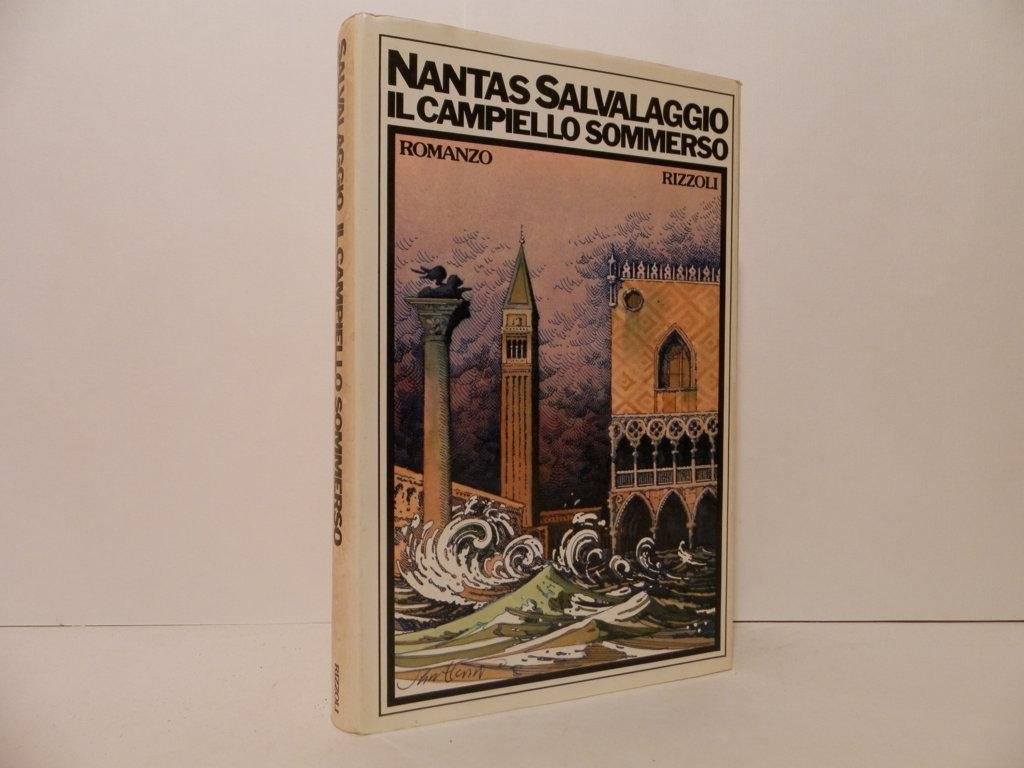 NANTAS SALVALAGGIO
IL CAMPIELLO SOMMERSO
ROMANZO
RIZZOLI
SALVALAGGIO IL CAMPIELLO SOMMERSO
RIZZOLI